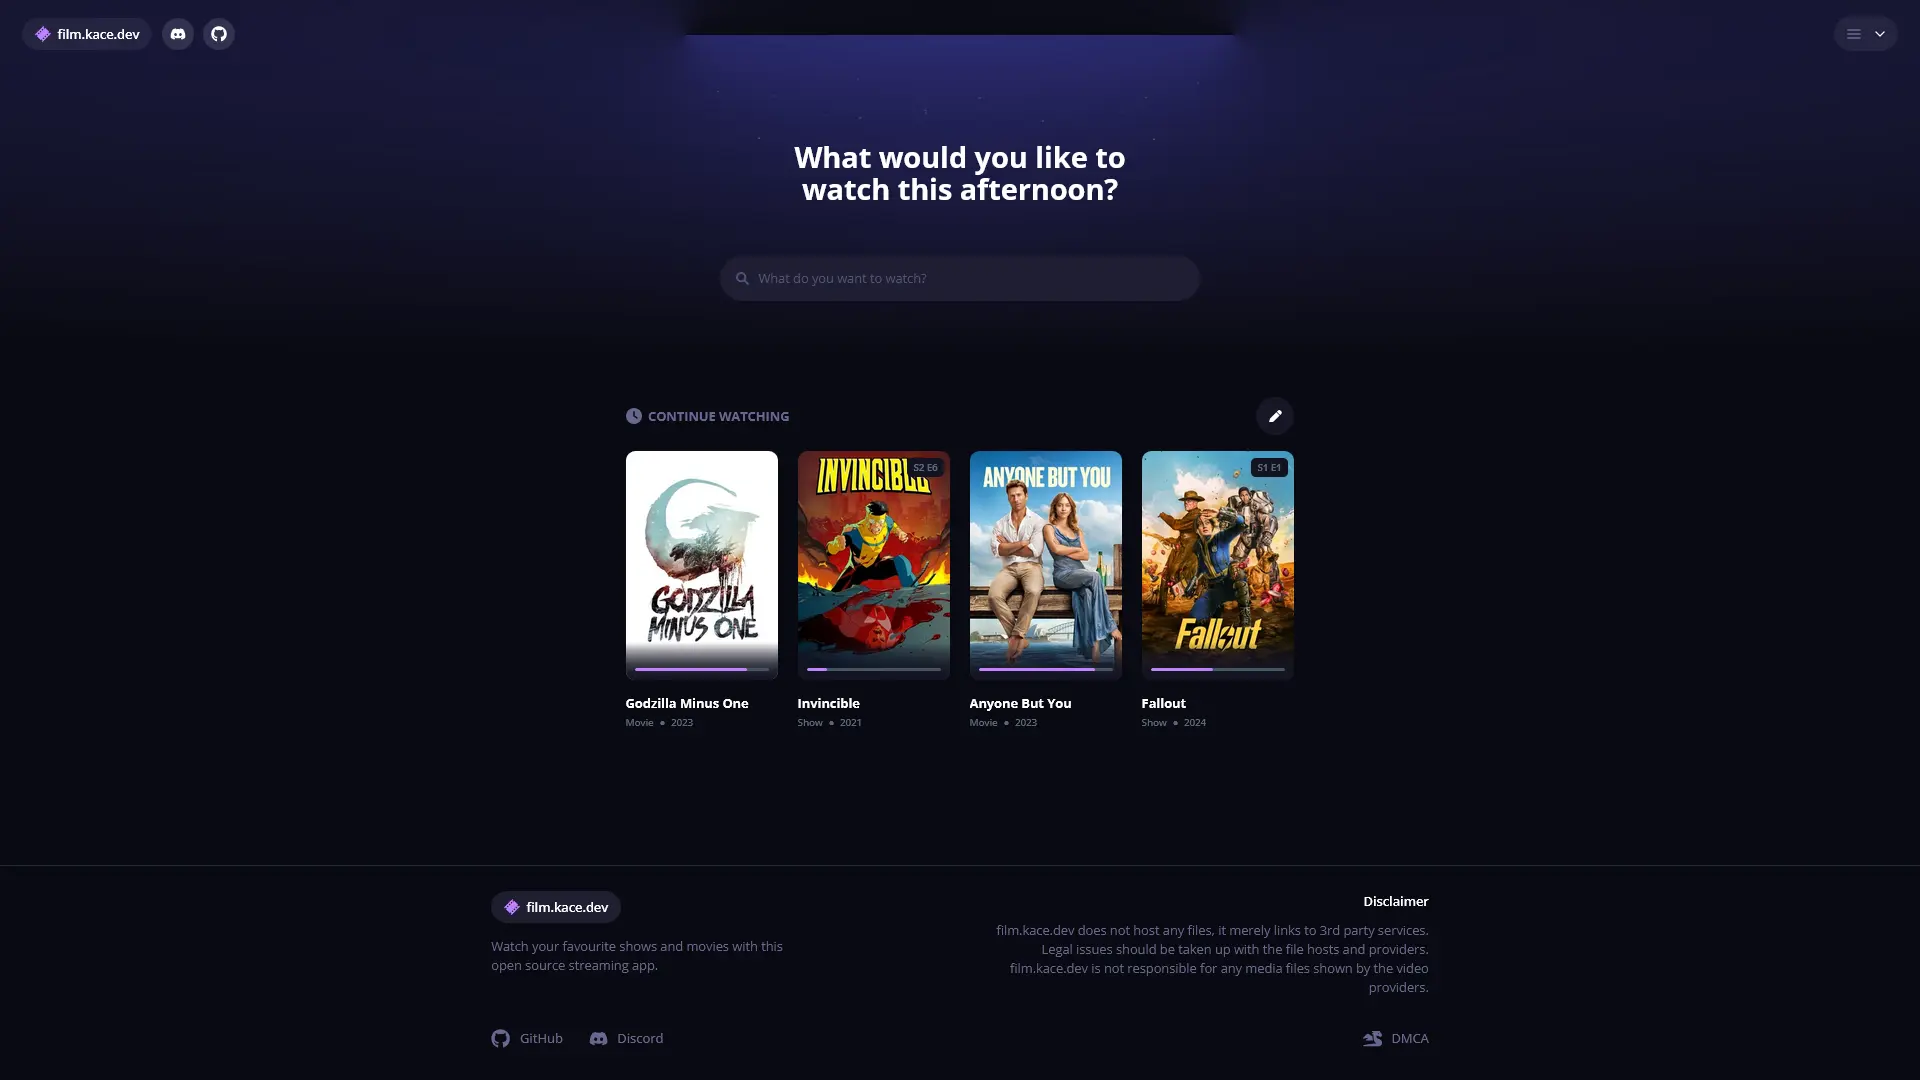 film.kace.dev
What would you like to
watch this afternoon?
What do you want to watch?
CONTINUE WATCHING
GODZILLA
MINUS ONE
Godzilla Minus One
Movie • 2023
INVINCIBLE
S2 E6
Invincible
Show • 2021
ANYONE BUT YOU
Anyone But You
Movie • 2023
S1 E1
Fallout
Fallout
Show • 2024
film.kace.dev
Watch your favourite shows and movies with this
open source streaming app.
Disclaimer
film.kace.dev does not host any files, it merely links to 3rd party services.
Legal issues should be taken up with the file hosts and providers.
film.kace.dev is not responsible for any media files shown by the video
providers.
GitHub
Discord
DMCA